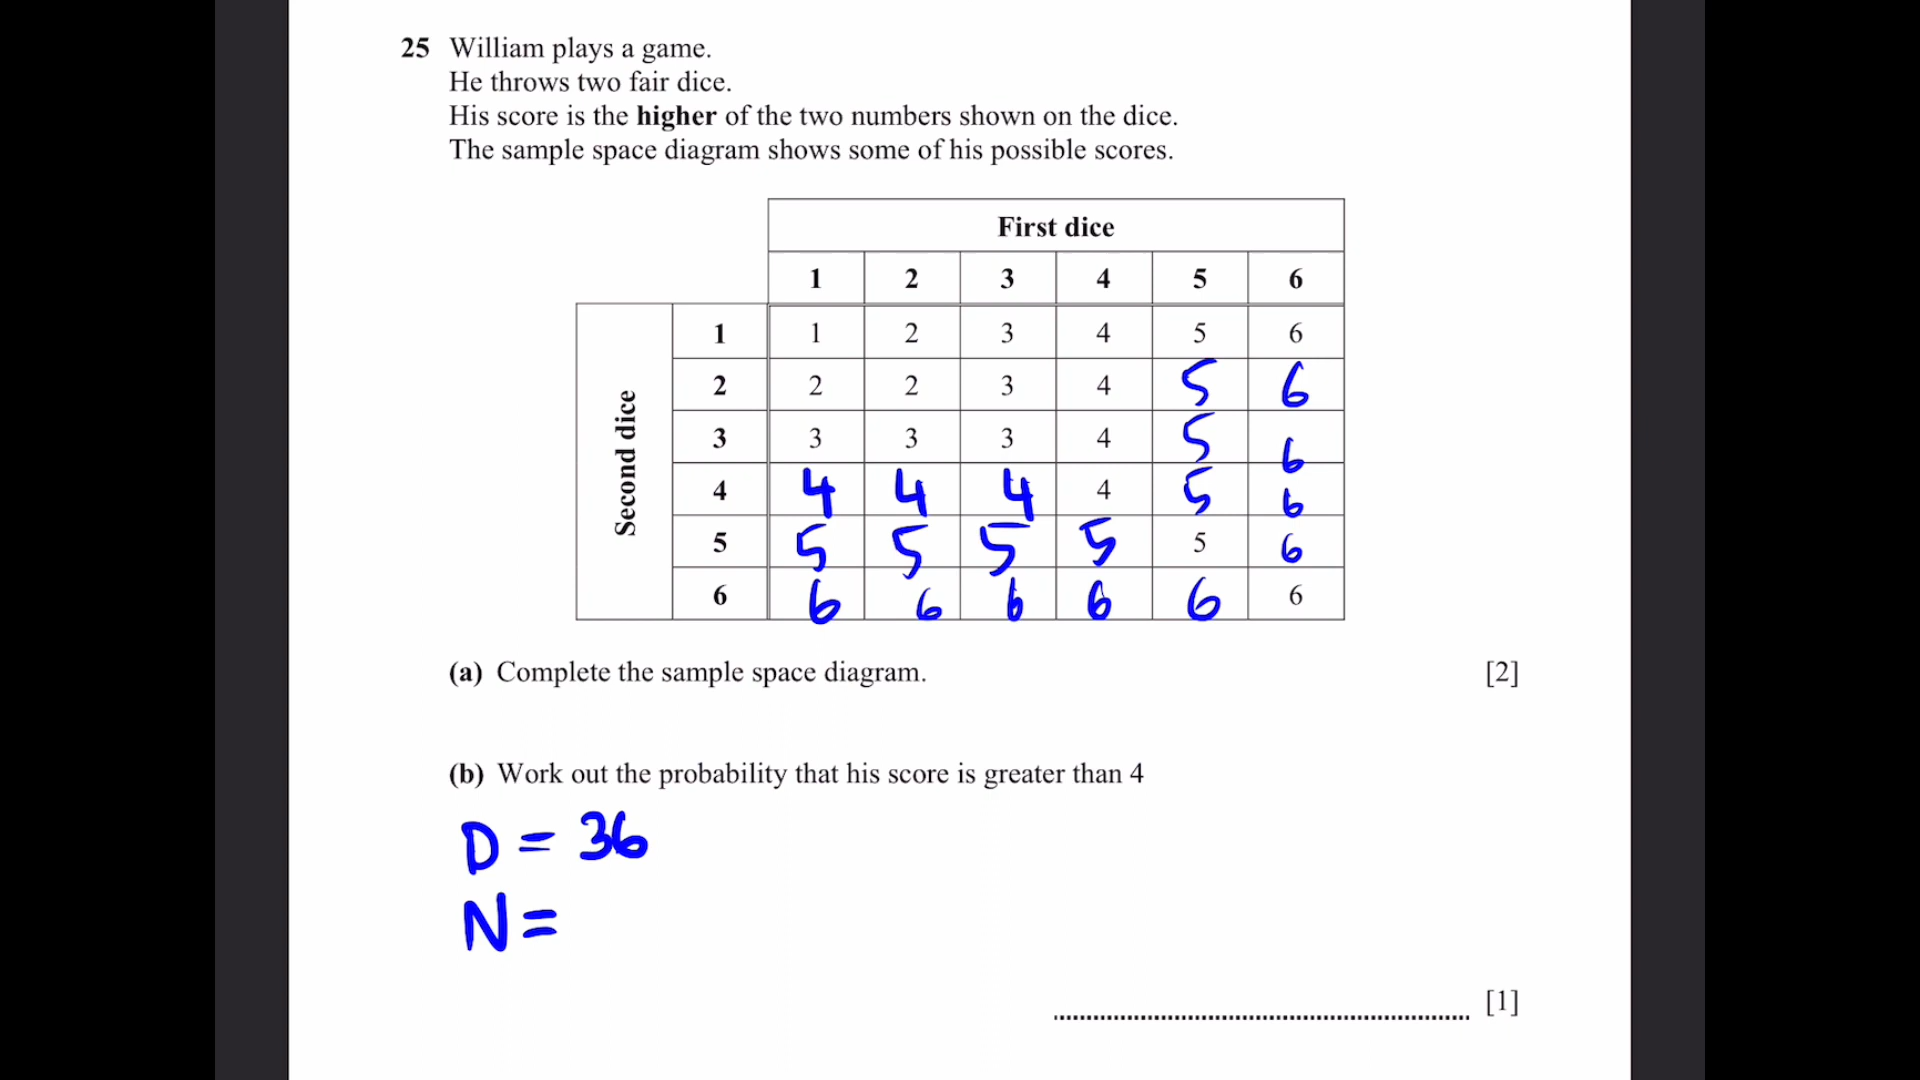 25 William plays a game.
He throws two fair dice.
His score is the higher of the two numbers shown on the dice.
The sample space diagram shows some of his possible scores.
First dice
1 2 3 4 5 6
Second dice
1 1 2 3 4 5 6
2 2 2 3 4 5 6
3 3 3 3 4 5 6
4 4 4 4 4 5 6
5 5 5 5 5 5 6
6 6 6 6 6 6 6
(a) Complete the sample space diagram. [2]
(b) Work out the probability that his score is greater than 4
D = 36
N =
[1]